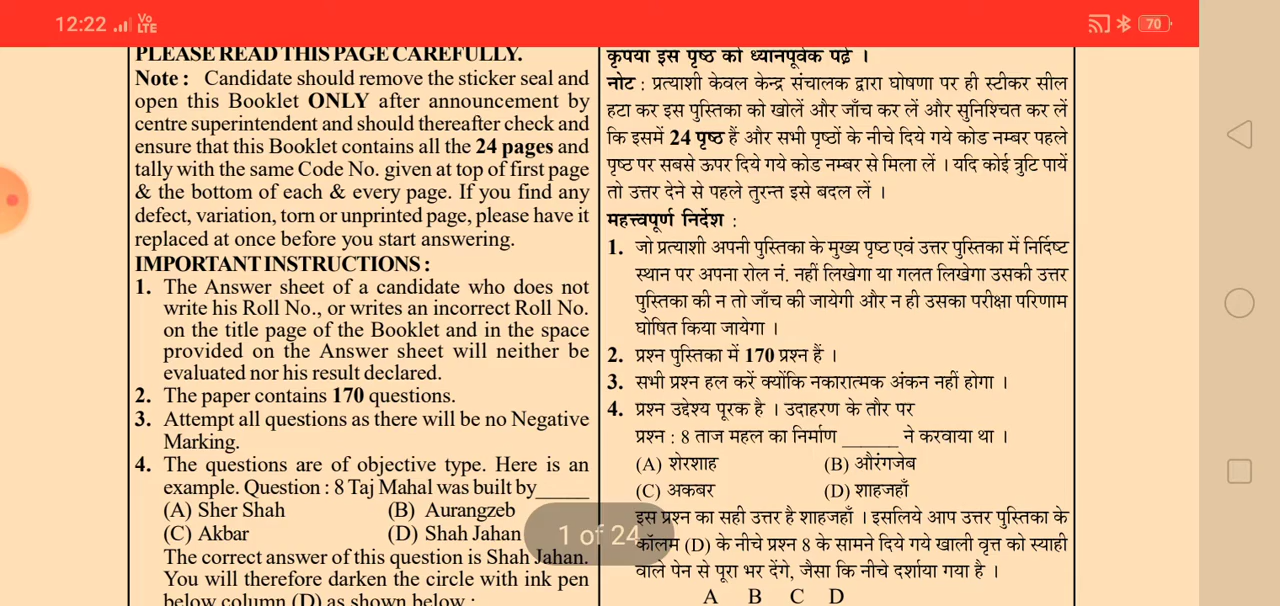 12:22 Vo LTE 70
PLEASE READ THIS PAGE CAREFULLY.
Note : Candidate should remove the sticker seal and
open this Booklet ONLY after announcement by
centre superintendent and should thereafter check and
ensure that this Booklet contains all the 24 pages and
tally with the same Code No. given at top of first page
& the bottom of each & every page. If you find any
defect, variation, torn or unprinted page, please have it
replaced at once before you start answering.
IMPORTANT INSTRUCTIONS :
1. The Answer sheet of a candidate who does not
write his Roll No., or writes an incorrect Roll No.
on the title page of the Booklet and in the space
provided on the Answer sheet will neither be
evaluated nor his result declared.
2. The paper contains 170 questions.
3. Attempt all questions as there will be no Negative
Marking.
4. The questions are of objective type. Here is an
example. Question : 8 Taj Mahal was built by_____
(A) Sher Shah (B) Aurangzeb
(C) Akbar (D) Shah Jahan
The correct answer of this question is Shah Jahan.
You will therefore darken the circle with ink pen
below column (D) as shown below :
कृपया इस पृष्ठ को ध्यानपूर्वक पढ़ें ।
नोट : प्रत्याशी केवल केन्द्र संचालक द्वारा घोषणा पर ही स्टीकर सील
हटा कर इस पुस्तिका को खोलें और जाँच कर लें और सुनिश्चित कर लें
कि इसमें 24 पृष्ठ हैं और सभी पृष्ठों के नीचे दिये गये कोड नम्बर पहले
पृष्ठ पर सबसे ऊपर दिये गये कोड नम्बर से मिला लें । यदि कोई त्रुटि पायें
तो उत्तर देने से पहले तुरन्त इसे बदल लें ।
महत्त्वपूर्ण निर्देश :
1. जो प्रत्याशी अपनी पुस्तिका के मुख्य पृष्ठ एवं उत्तर पुस्तिका में निर्दिष्ट
स्थान पर अपना रोल नं. नहीं लिखेगा या गलत लिखेगा उसकी उत्तर
पुस्तिका की न तो जाँच की जायेगी और न ही उसका परीक्षा परिणाम
घोषित किया जायेगा ।
2. प्रश्न पुस्तिका में 170 प्रश्न हैं ।
3. सभी प्रश्न हल करें क्योंकि नकारात्मक अंकन नहीं होगा ।
4. प्रश्न उद्देश्य पूरक है । उदाहरण के तौर पर
प्रश्न : 8 ताज महल का निर्माण ______ ने करवाया था ।
(A) शेरशाह (B) औरंगजेब
(C) अकबर (D) शाहजहाँ
इस प्रश्न का सही उत्तर है शाहजहाँ । इसलिये आप उत्तर पुस्तिका के
कॉलम (D) के नीचे प्रश्न 8 के सामने दिये गये खाली वृत्त को स्याही
वाले पेन से पूरा भर देंगे, जैसा कि नीचे दर्शाया गया है ।
A B C D
1 of 24